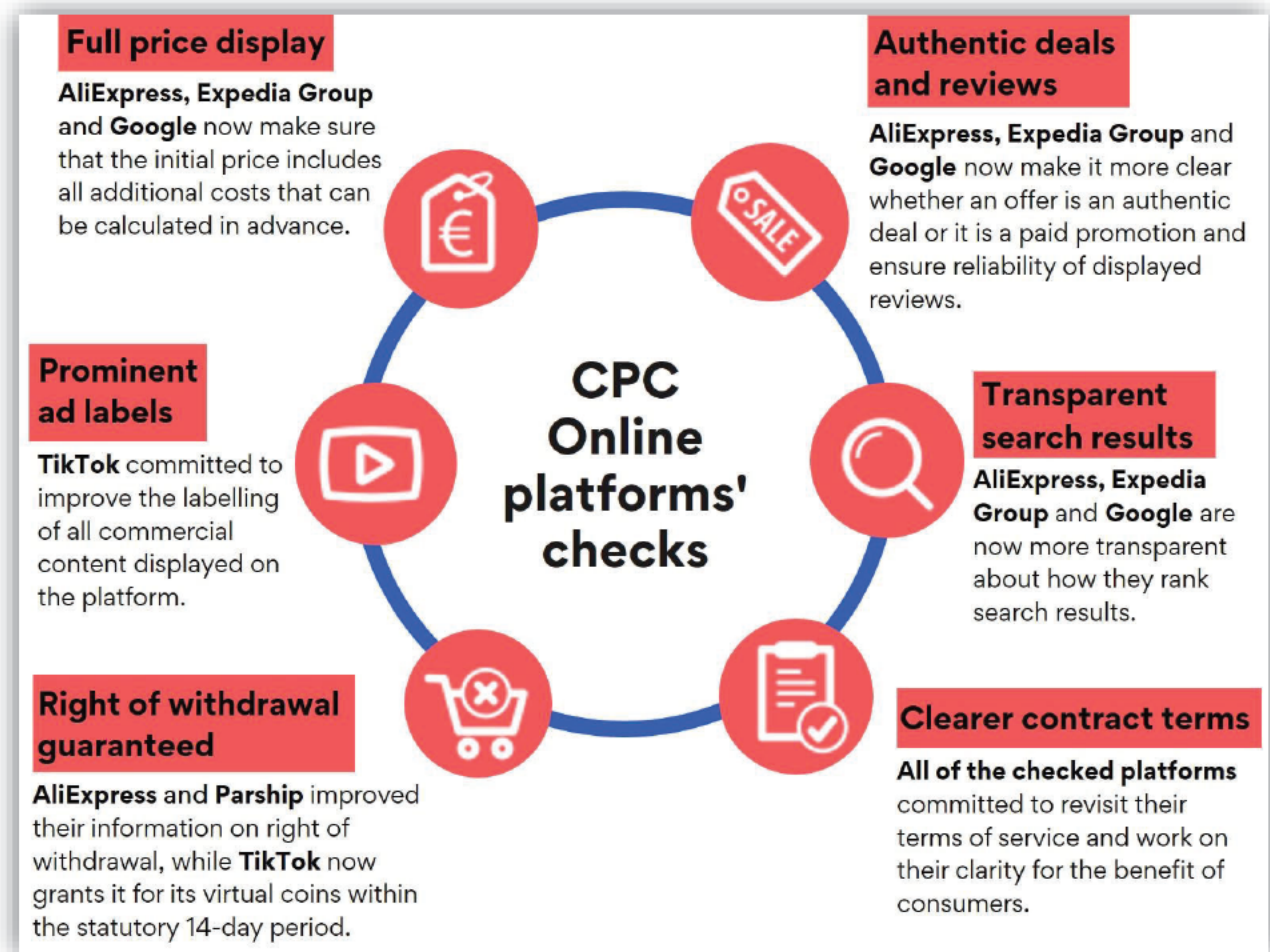 Full price display
AliExpress, Expedia Group
and Google now make sure
that the initial price includes
all additional costs that can
be calculated in advance.
€
Authentic deals
and reviews
AliExpress, Expedia Group and
Google now make it more clear
whether an offer is an authentic
deal or it is a paid promotion and
ensure reliability of displayed
reviews.
SALE
CPC
Online
platforms'
checks
Prominent
ad labels
TikTok committed to
improve the labelling
of all commercial
content displayed on
the platform.
Transparent
search results
AliExpress, Expedia
Group and Google are
now more transparent
about how they rank
search results.
Right of withdrawal
guaranteed
AliExpress and Parship improved
their information on right of
withdrawal, while TikTok now
grants it for its virtual coins within
the statutory 14-day period.
Clearer contract terms
All of the checked platforms
committed to revisit their
terms of service and work on
their clarity for the benefit of
consumers.